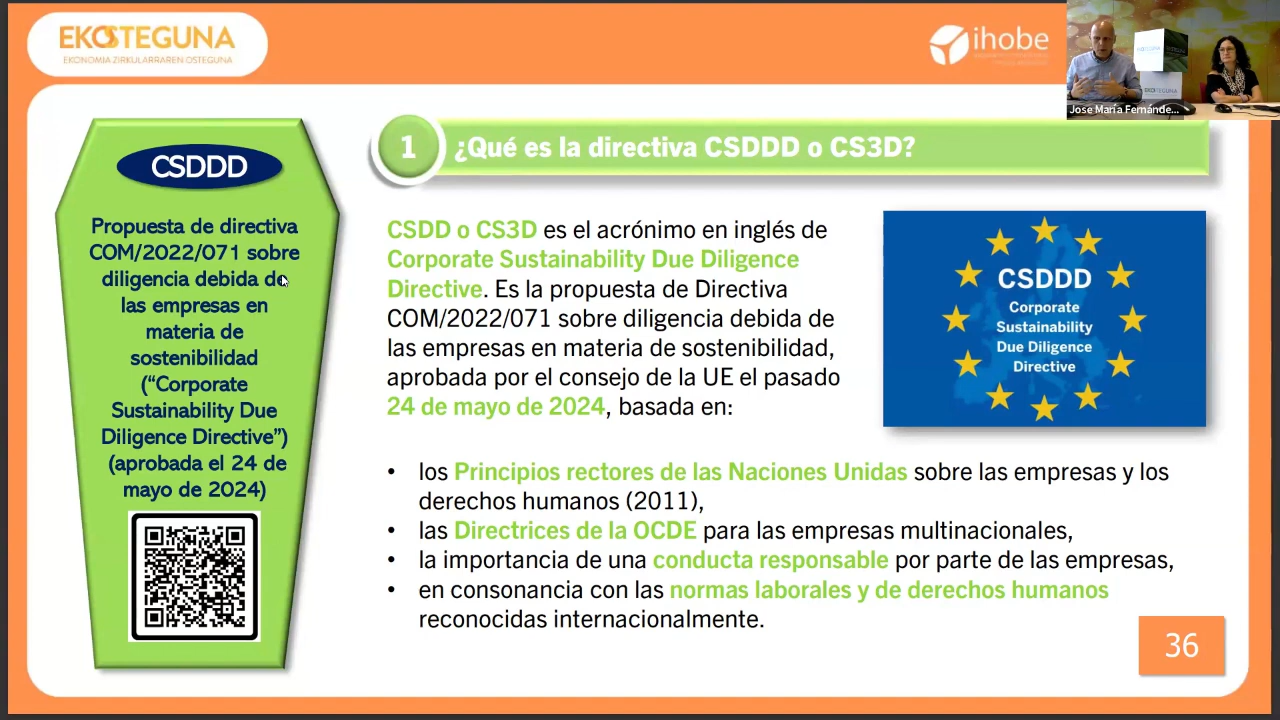 EKOSTEGUNA
EKONOMIA ZIRKULARRAREN OSTEGUNA
ihobe
Jose María Fernánde...
CSDDD
Propuesta de directiva
COM/2022/071 sobre
diligencia debida de
las empresas en
materia de
sostenibilidad
(“Corporate
Sustainability Due
Diligence Directive”)
(aprobada el 24 de
mayo de 2024)
1
¿Qué es la directiva CSDDD o CS3D?
CSDD o CS3D es el acrónimo en inglés de
Corporate Sustainability Due Diligence
Directive. Es la propuesta de Directiva
COM/2022/071 sobre diligencia debida de
las empresas en materia de sostenibilidad,
aprobada por el consejo de la UE el pasado
24 de mayo de 2024, basada en:
CSDDD
Corporate
Sustainability
Due Diligence
Directive
• los Principios rectores de las Naciones Unidas sobre las empresas y los
derechos humanos (2011),
• las Directrices de la OCDE para las empresas multinacionales,
• la importancia de una conducta responsable por parte de las empresas,
• en consonancia con las normas laborales y de derechos humanos
reconocidas internacionalmente.
36